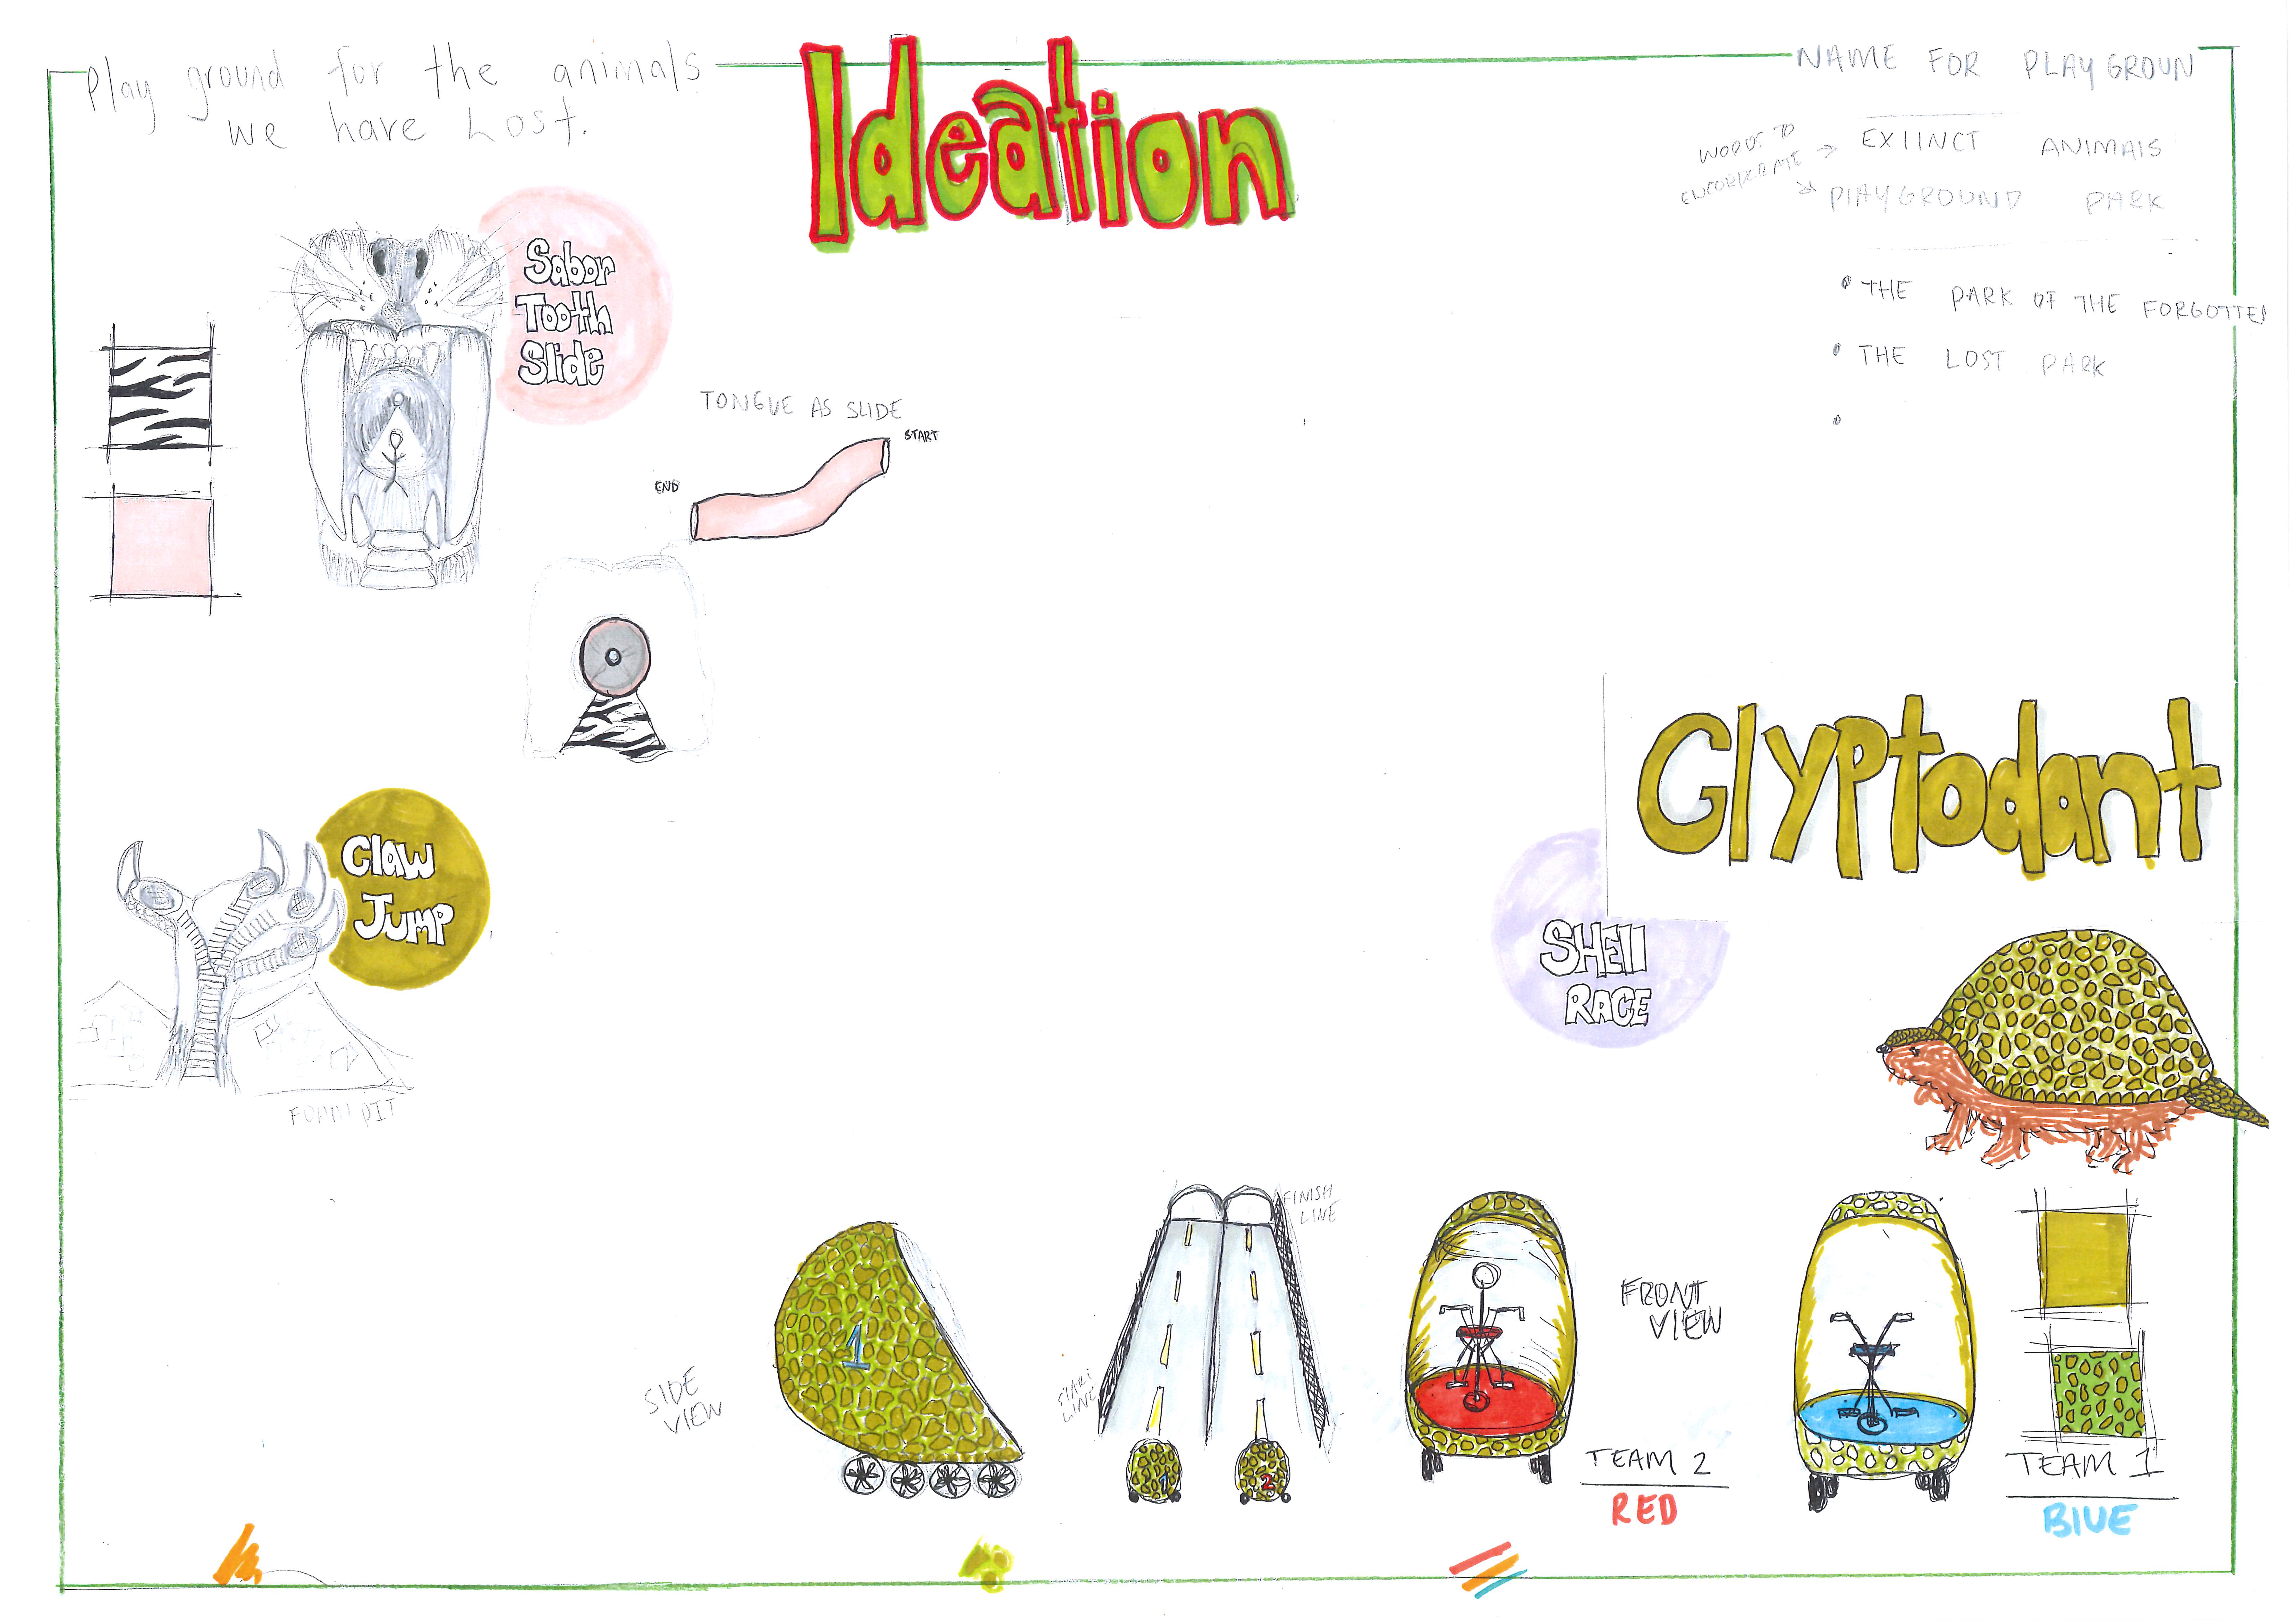 Play ground for the animals
we have Lost.
Ideation
NAME FOR PLAYGROUN
WORDS TO
ENCORPERATE
EXIINCT ANIMALS
PLAYGROUND PARK
• THE PARK OF THE FORGOTTEN
• THE LOST PARK
•
Sabor
Tooth
Slide
TONGUE AS SLIDE
START
END
Claw
Jump
FOAM PIT
Glyptodant
SHEll
RACE
SIDE
VIEW
1
FINISH
LINE
START
LINE
1
2
FRONT
VIEW
TEAM 2
RED
TEAM 1
BLUE